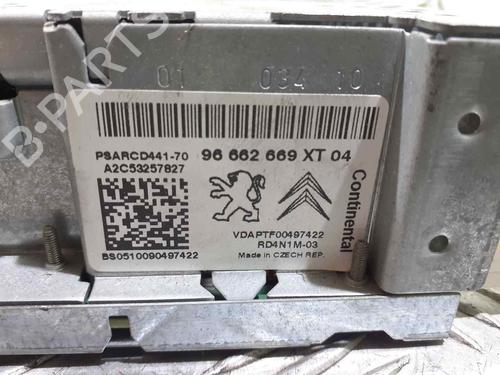 B-PARTS
01 034 10
PSARCD441-70 96 662 669 XT 04
A2C53257827
Continental
VDAPTF00497422
RD4N1M-03
BS0510090497422
Made in CZECH REP.